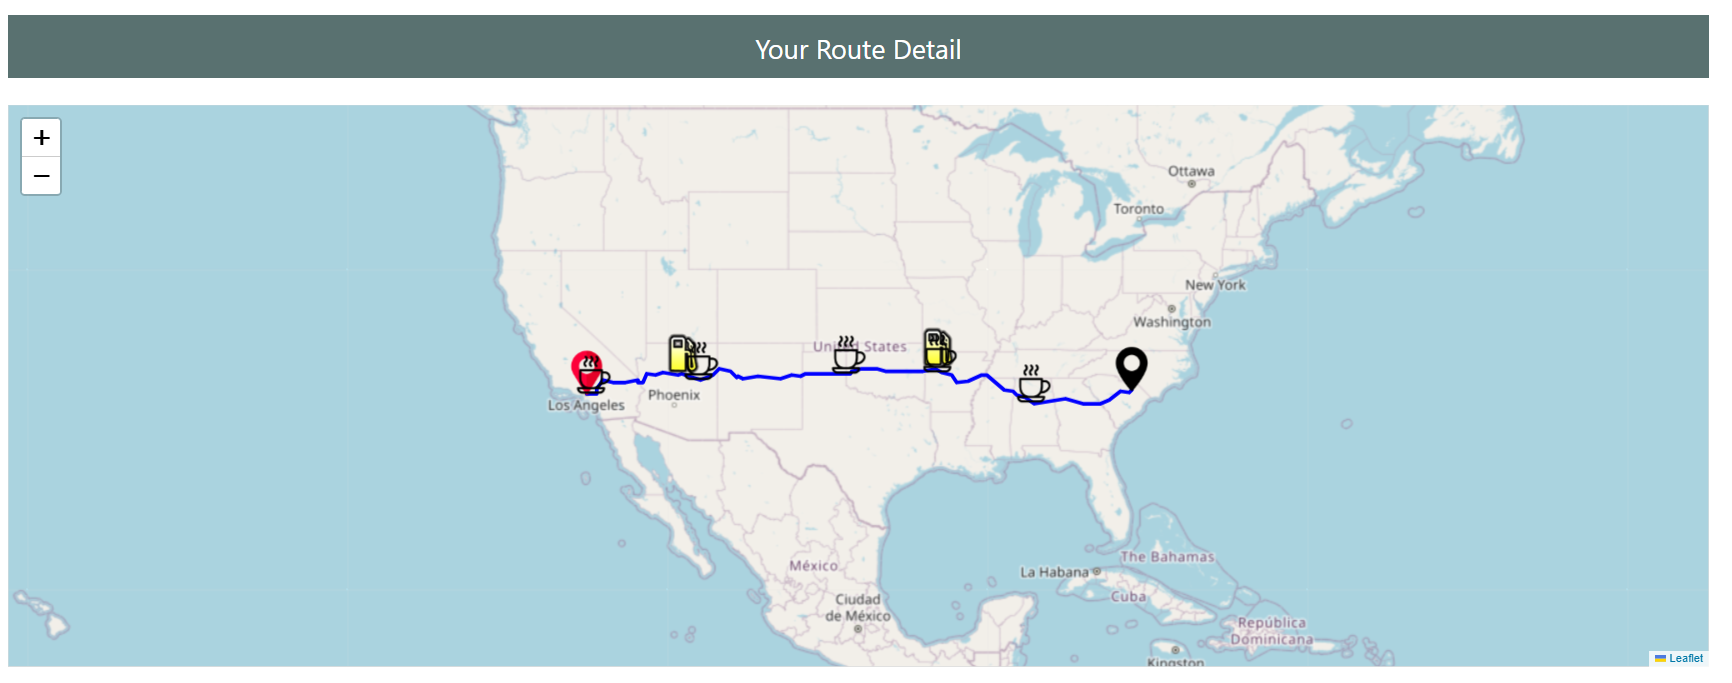 Your Route Detail
+
−
Ottawa
Toronto
New York
Washington
United States
Los Angeles
Phoenix
México
Ciudad
de México
La Habana
The Bahamas
Cuba
República
Dominicana
Kingston
Leaflet